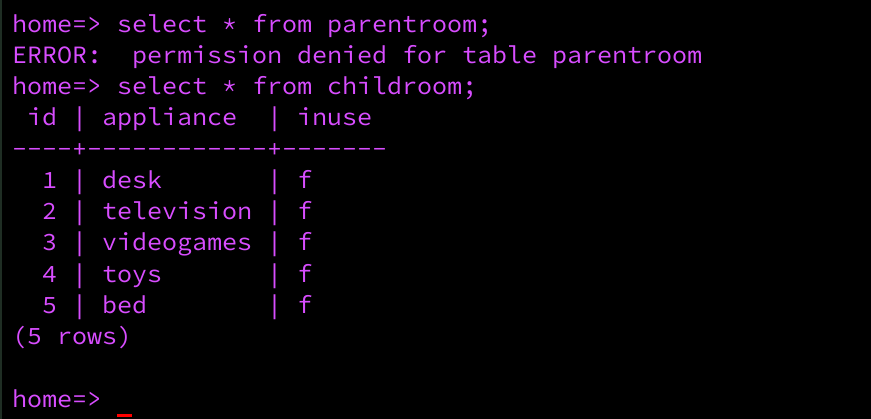 home=> select * from parentroom;
ERROR:  permission denied for table parentroom
home=> select * from childroom;
 id | appliance  | inuse
----+------------+-------
  1 | desk       | f
  2 | television | f
  3 | videogames | f
  4 | toys       | f
  5 | bed        | f
(5 rows)

home=>